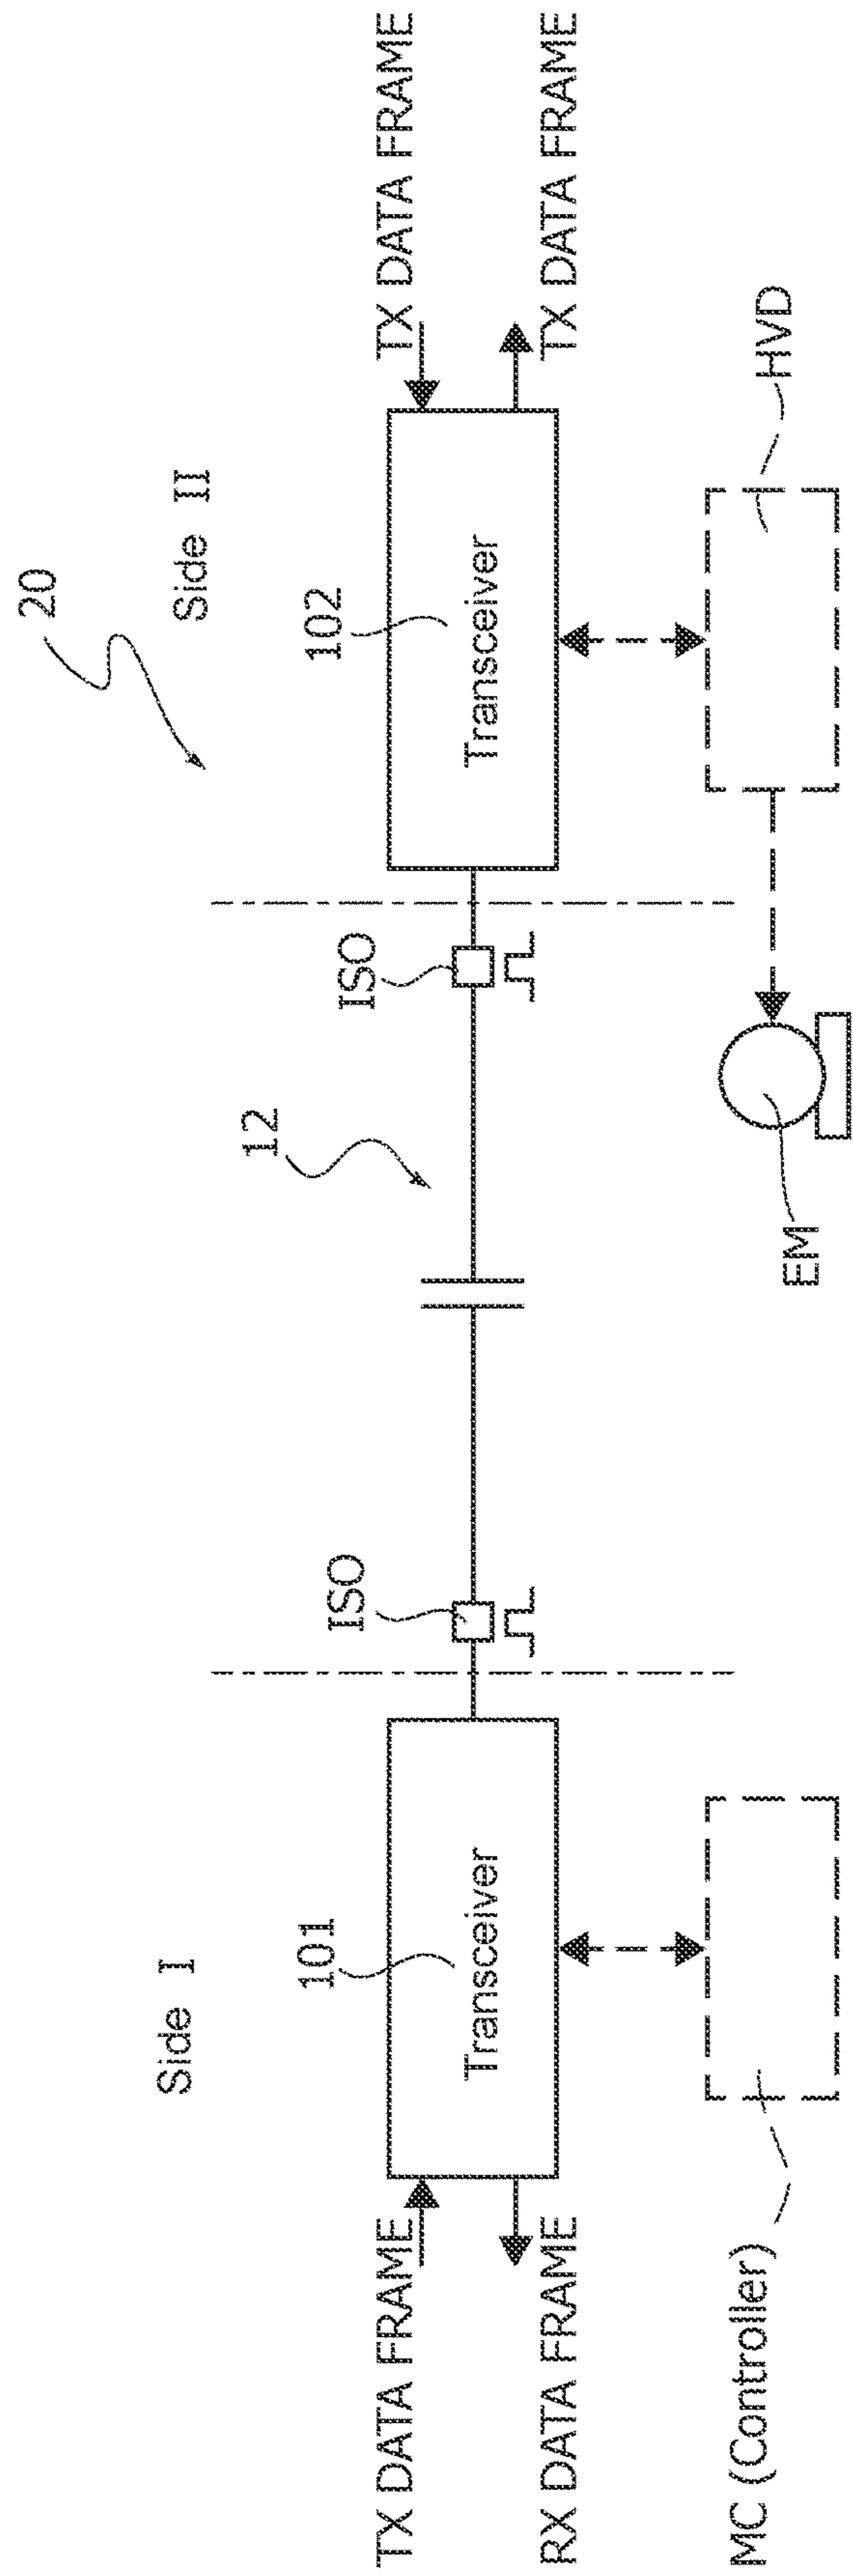 20
Side I
Side II
12
101
ISO
ISO
102
TX DATA FRAME
Transceiver
Transceiver
TX DATA FRAME
RX DATA FRAME
TX DATA FRAME
MC (Controller)
EM
HVD